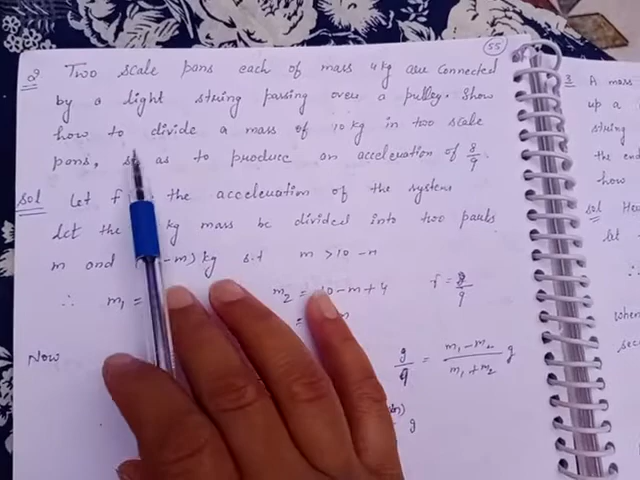 55
Q Two scale pans each of mass 4 kg are connected
by a light string passing over a pulley. Show
how to divide a mass of 10 kg in two scale
pans, so as to produce an acceleration of g/9.
Sol Let f the acceleration of the system
Let the kg mass be divided into two parts
m and -m) kg s.t m > 10 - m
∴ m₁ = m₂ = 10 - m + 4 f = g/9
=
Now g/9 = (m₁ - m₂)/(m₁ + m₂) g
g
3 A mass
up a
string
the end
how
Sol
let
∴
when